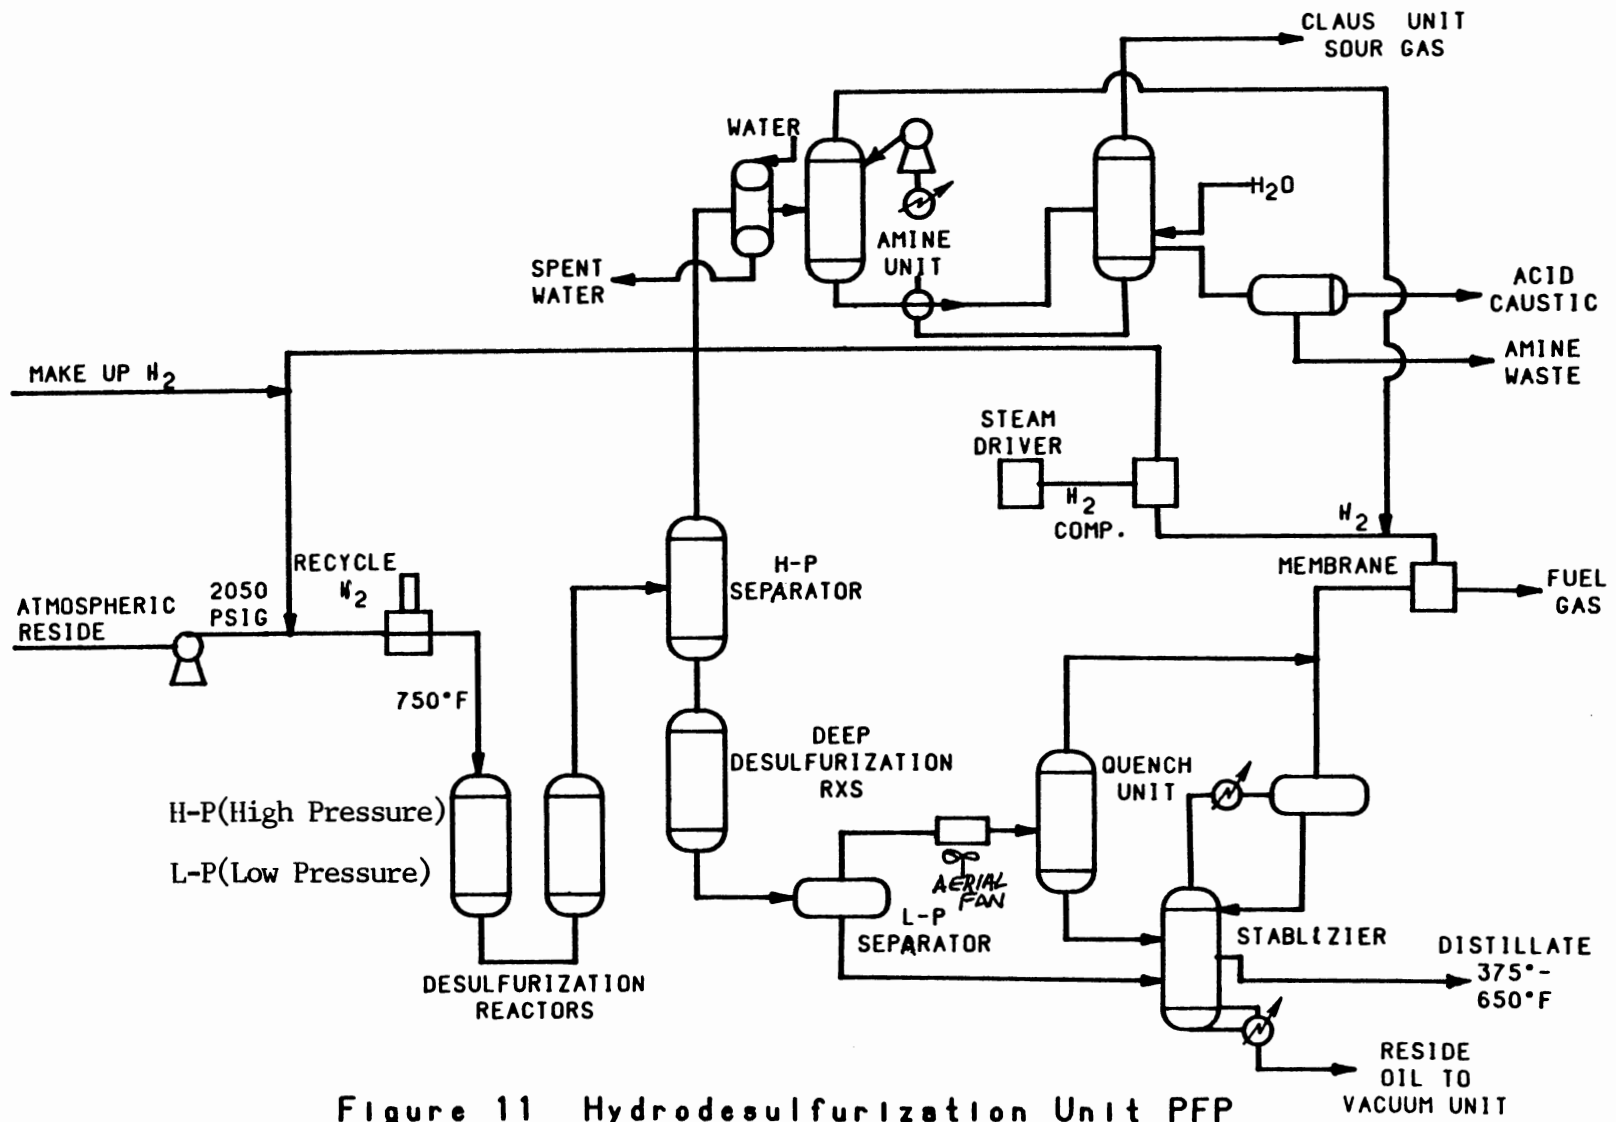 CLAUS UNIT
SOUR GAS
WATER
H2O
AMINE
UNIT
SPENT
WATER
ACID
CAUSTIC
AMINE
WASTE
MAKE UP H2
STEAM
DRIVER
H2
COMP.
H2
MEMBRANE
FUEL
GAS
H-P
SEPARATOR
RECYCLE
H2
2050
PSIG
ATMOSPHERIC
RESIDE
750°F
DEEP
DESULFURIZATION
RXS
QUENCH
UNIT
H-P(High Pressure)
L-P(Low Pressure)
AERIAL
FAN
L-P
SEPARATOR
STABLIZIER
DISTILLATE
375°-
650°F
DESULFURIZATION
REACTORS
RESIDE
OIL TO
VACUUM UNIT
Figure 11 Hydrodesulfurization Unit PFP